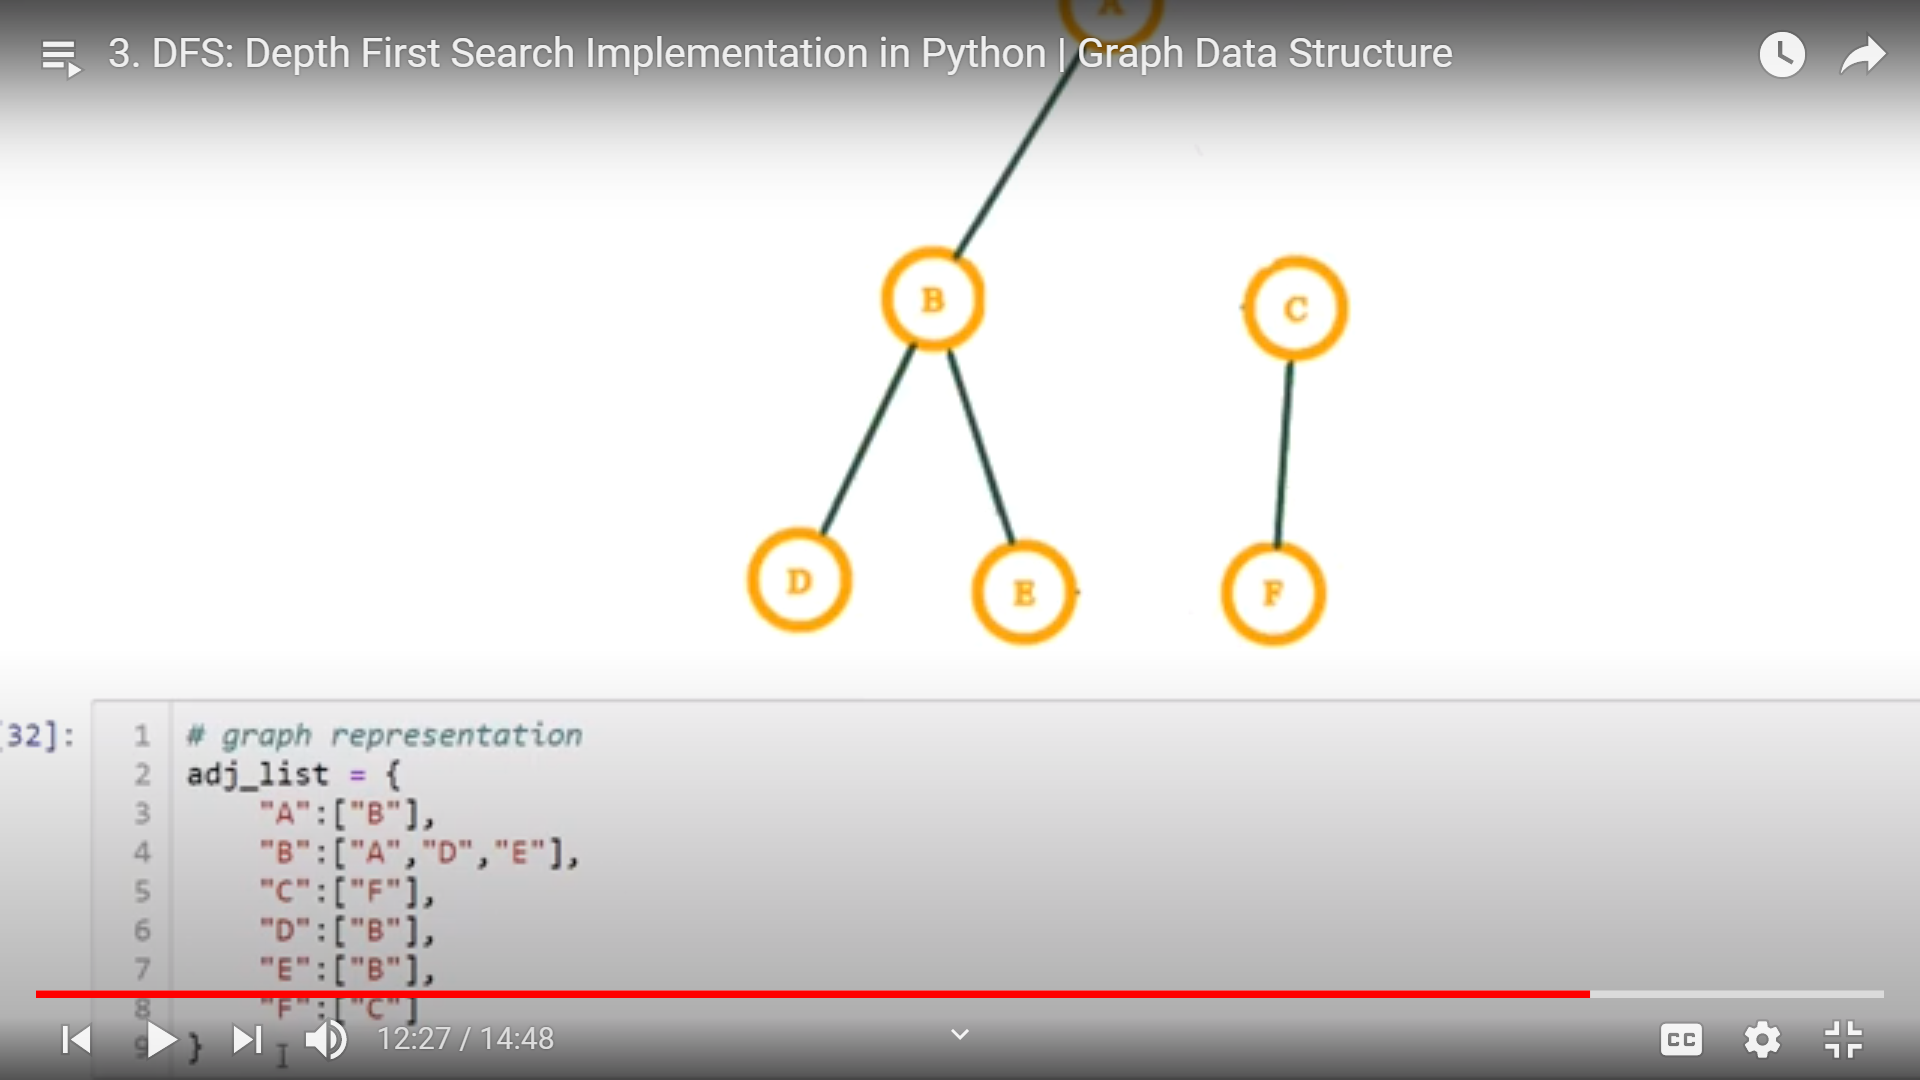 3. DFS: Depth First Search Implementation in Python | Graph Data Structure
A
B
C
D
E
F
[32]:
1 # graph representation
2 adj_list = {
3 "A":["B"],
4 "B":["A","D","E"],
5 "C":["F"],
6 "D":["B"],
7 "E":["B"],
8 "F":["C"]
9 }
12:27 / 14:48
CC